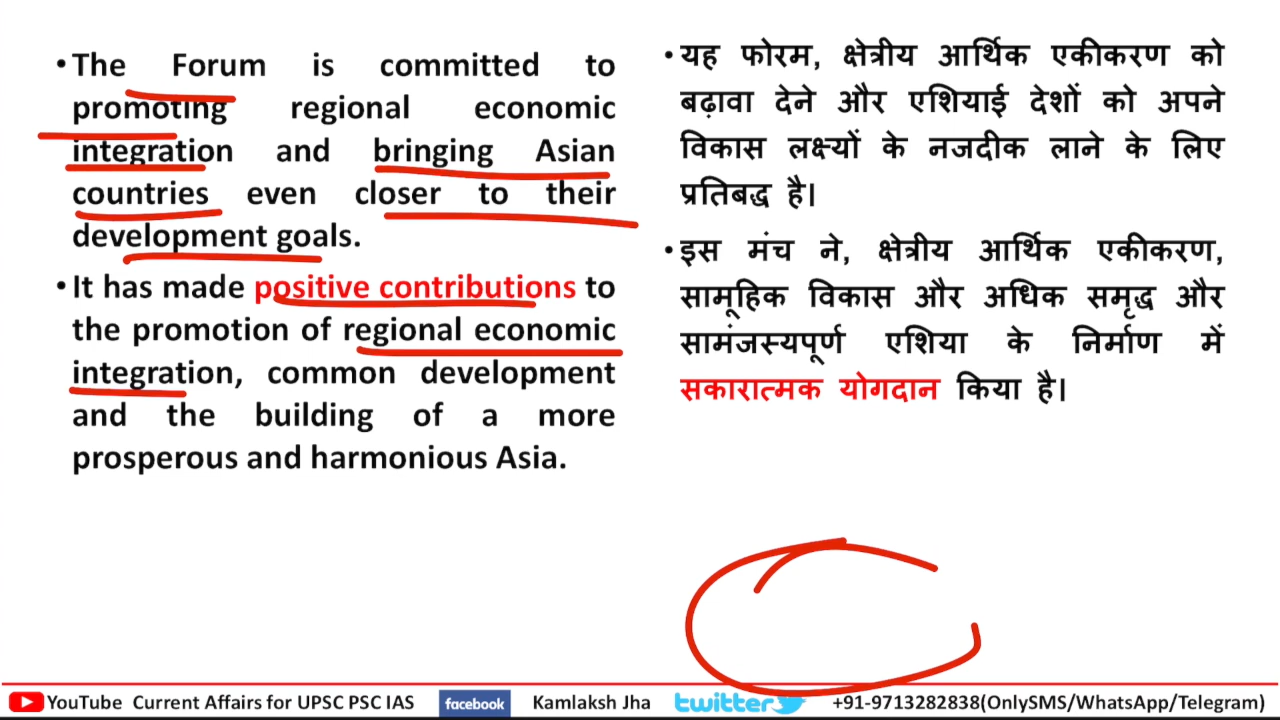 •The Forum is committed to
promoting regional economic
integration and bringing Asian
countries even closer to their
development goals.
•It has made positive contributions to
the promotion of regional economic
integration, common development
and the building of a more
prosperous and harmonious Asia.
•यह फोरम, क्षेत्रीय आर्थिक एकीकरण को
बढ़ावा देने और एशियाई देशों को अपने
विकास लक्ष्यों के नजदीक लाने के लिए
प्रतिबद्ध है।
•इस मंच ने, क्षेत्रीय आर्थिक एकीकरण,
सामूहिक विकास और अधिक समृद्ध और
सामंजस्यपूर्ण एशिया के निर्माण में
सकारात्मक योगदान किया है।
YouTube Current Affairs for UPSC PSC IAS facebook Kamlaksh Jha twitter +91-9713282838(OnlySMS/WhatsApp/Telegram)